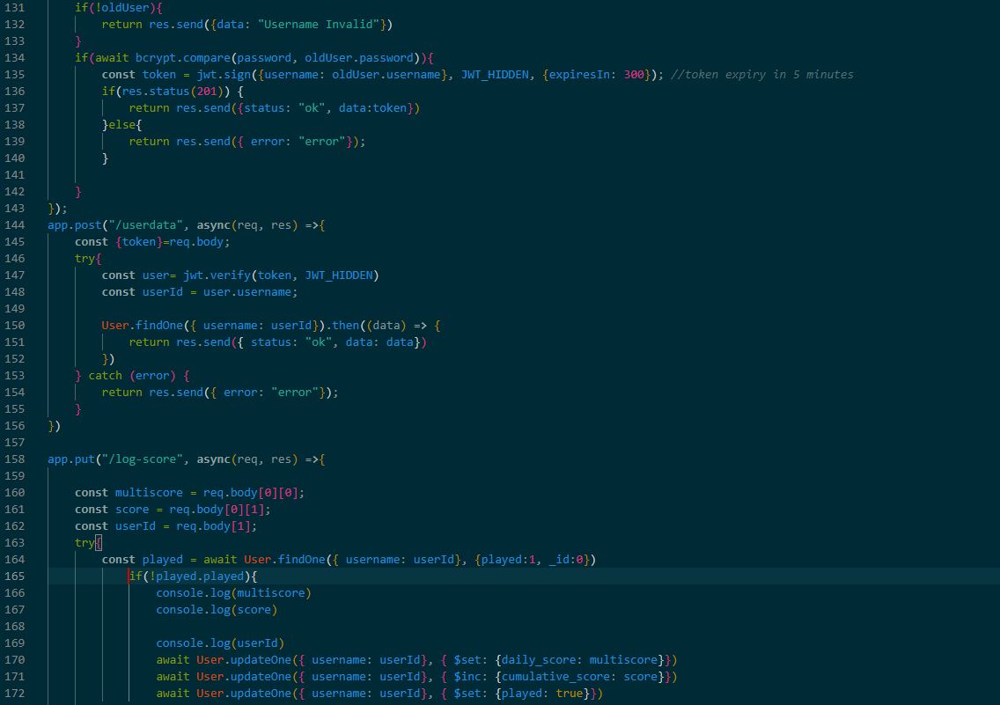 131 if(!oldUser){
132 return res.send({data: "Username Invalid"})
133 }
134 if(await bcrypt.compare(password, oldUser.password)){
135 const token = jwt.sign({username: oldUser.username}, JWT_HIDDEN, {expiresIn: 300}); //token expiry in 5 minutes
136 if(res.status(201)) {
137 return res.send({status: "ok", data:token})
138 }else{
139 return res.send({ error: "error"});
140 }
141
142 }
143 });
144 app.post("/userdata", async(req, res) =>{
145 const {token}=req.body;
146 try{
147 const user= jwt.verify(token, JWT_HIDDEN)
148 const userId = user.username;
149
150 User.findOne({ username: userId}).then((data) => {
151 return res.send({ status: "ok", data: data})
152 })
153 } catch (error) {
154 return res.send({ error: "error"});
155 }
156 })
157
158 app.put("/log-score", async(req, res) =>{
159
160 const multiscore = req.body[0][0];
161 const score = req.body[0][1];
162 const userId = req.body[1];
163 try{
164 const played = await User.findOne({ username: userId}, {played:1, _id:0})
165 if(!played.played){
166 console.log(multiscore)
167 console.log(score)
168
169 console.log(userId)
170 await User.updateOne({ username: userId}, { $set: {daily_score: multiscore}})
171 await User.updateOne({ username: userId}, { $inc: {cumulative_score: score}})
172 await User.updateOne({ username: userId}, { $set: {played: true}})